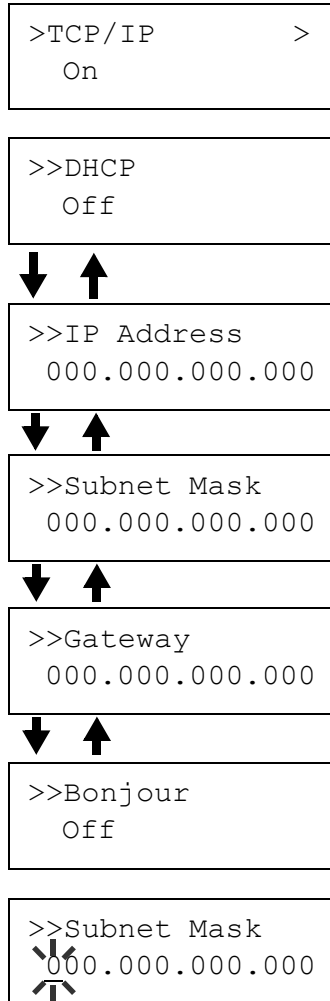 >TCP/IP >
On
>>DHCP
Off
>>IP Address
000.000.000.000
>>Subnet Mask
000.000.000.000
>>Gateway
000.000.000.000
>>Bonjour
Off
>>Subnet Mask
000.000.000.000